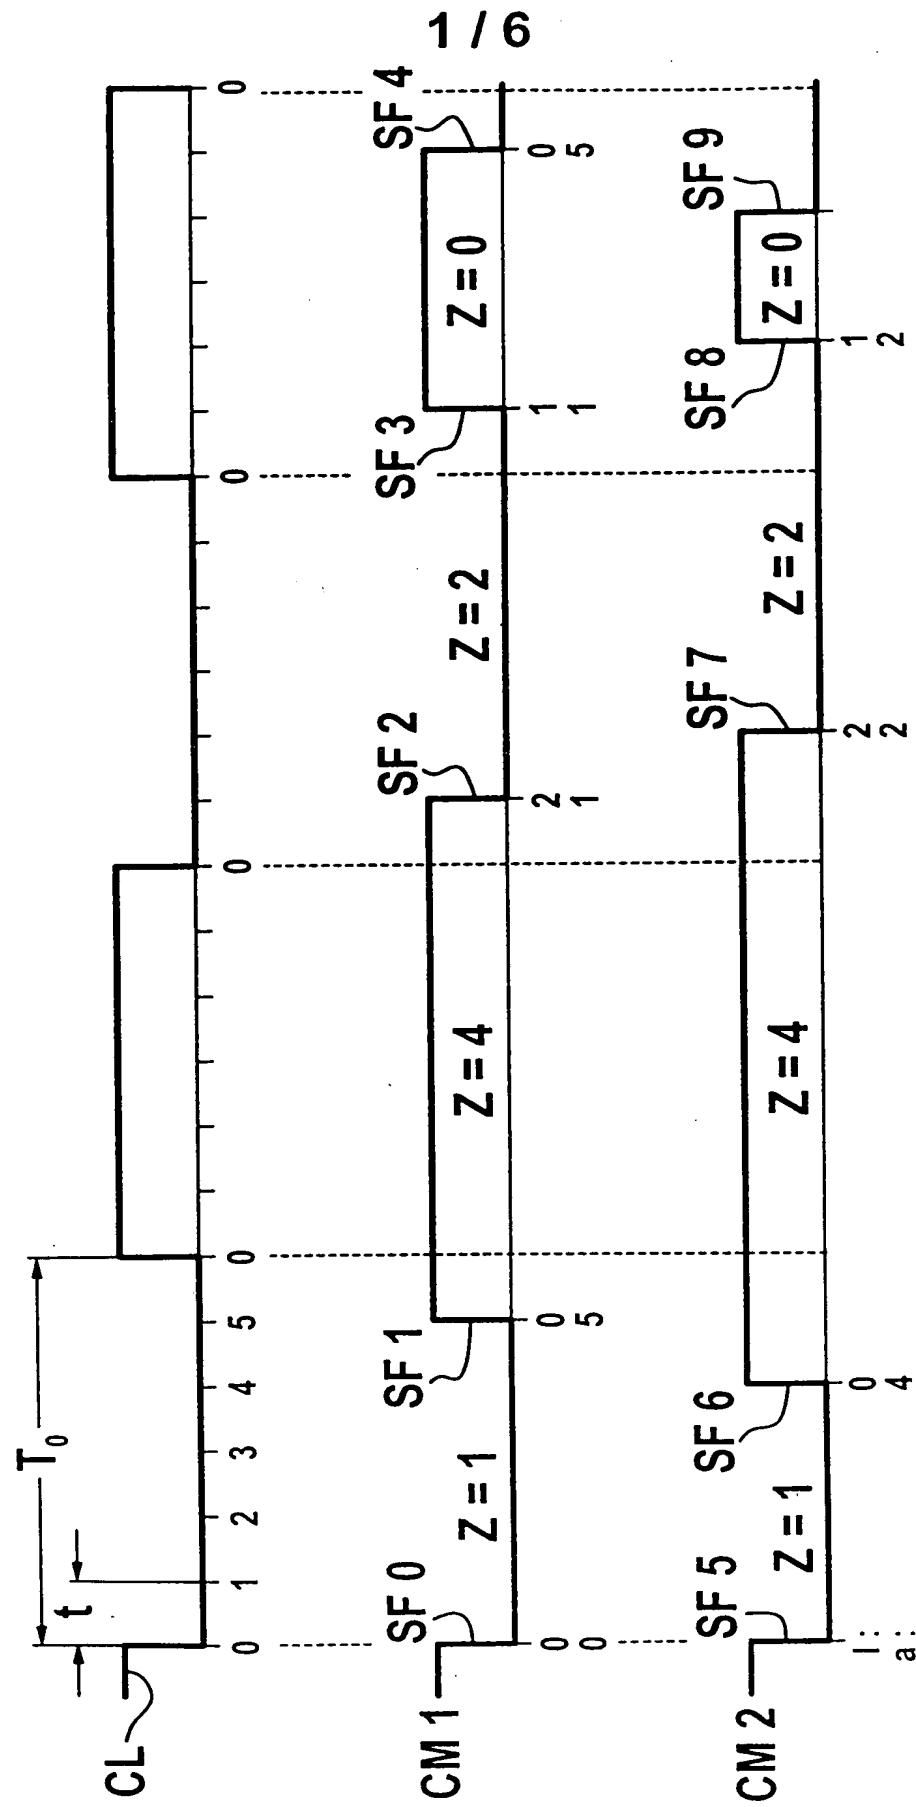 1 / 6
CL
t
T0
0 1 2 3 4 5 0 0 0 0
CM 1
SF 0
Z = 1
SF 1
Z = 4
SF 2
Z = 2
SF 3
Z = 0
SF 4
0 0 2 1 0
0 5 1 1 5
CM 2
SF 5
Z = 1
SF 6
Z = 4
SF 7
Z = 2
SF 8
Z = 0
SF 9
l: 0 2 1
a: 4 2 2